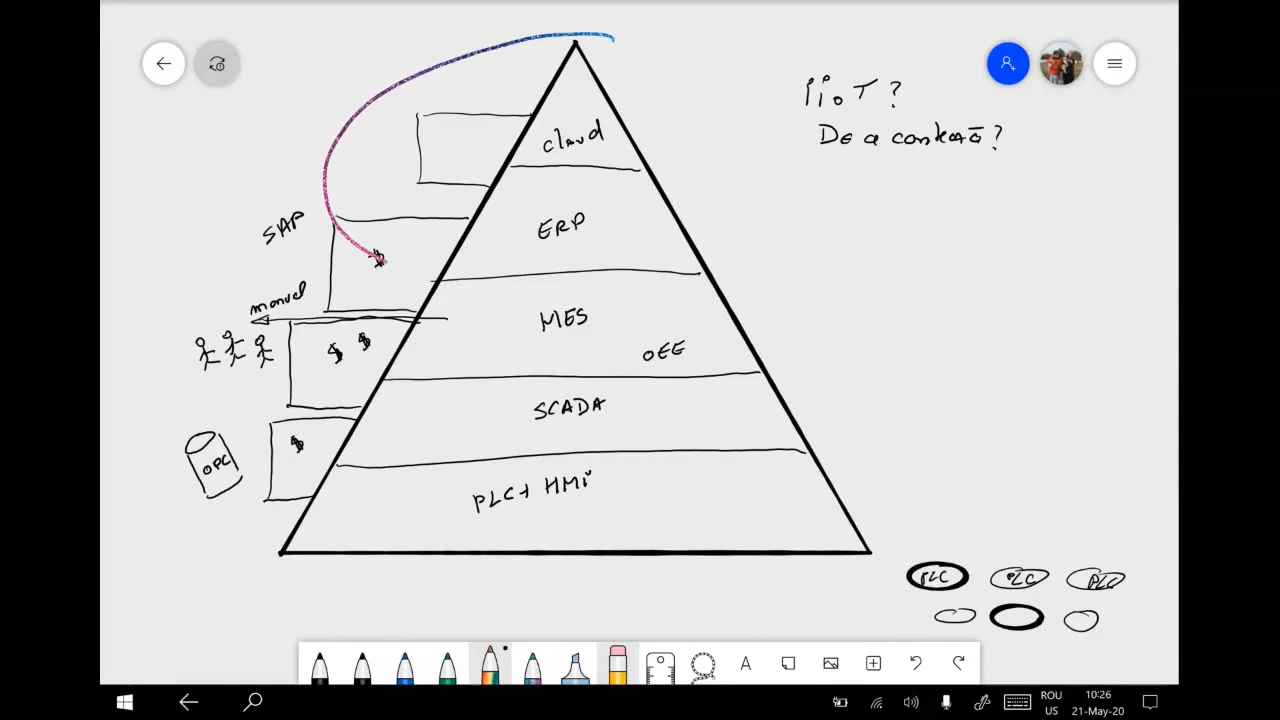 IIOT?
De a contata?
cloud
SAP
ERP
$
manual
MES
$ $
OEE
SCADA
$
OPC
PLC+ HMI
PLC PLC PLC
A
ROU
US
10:26
21-May-20